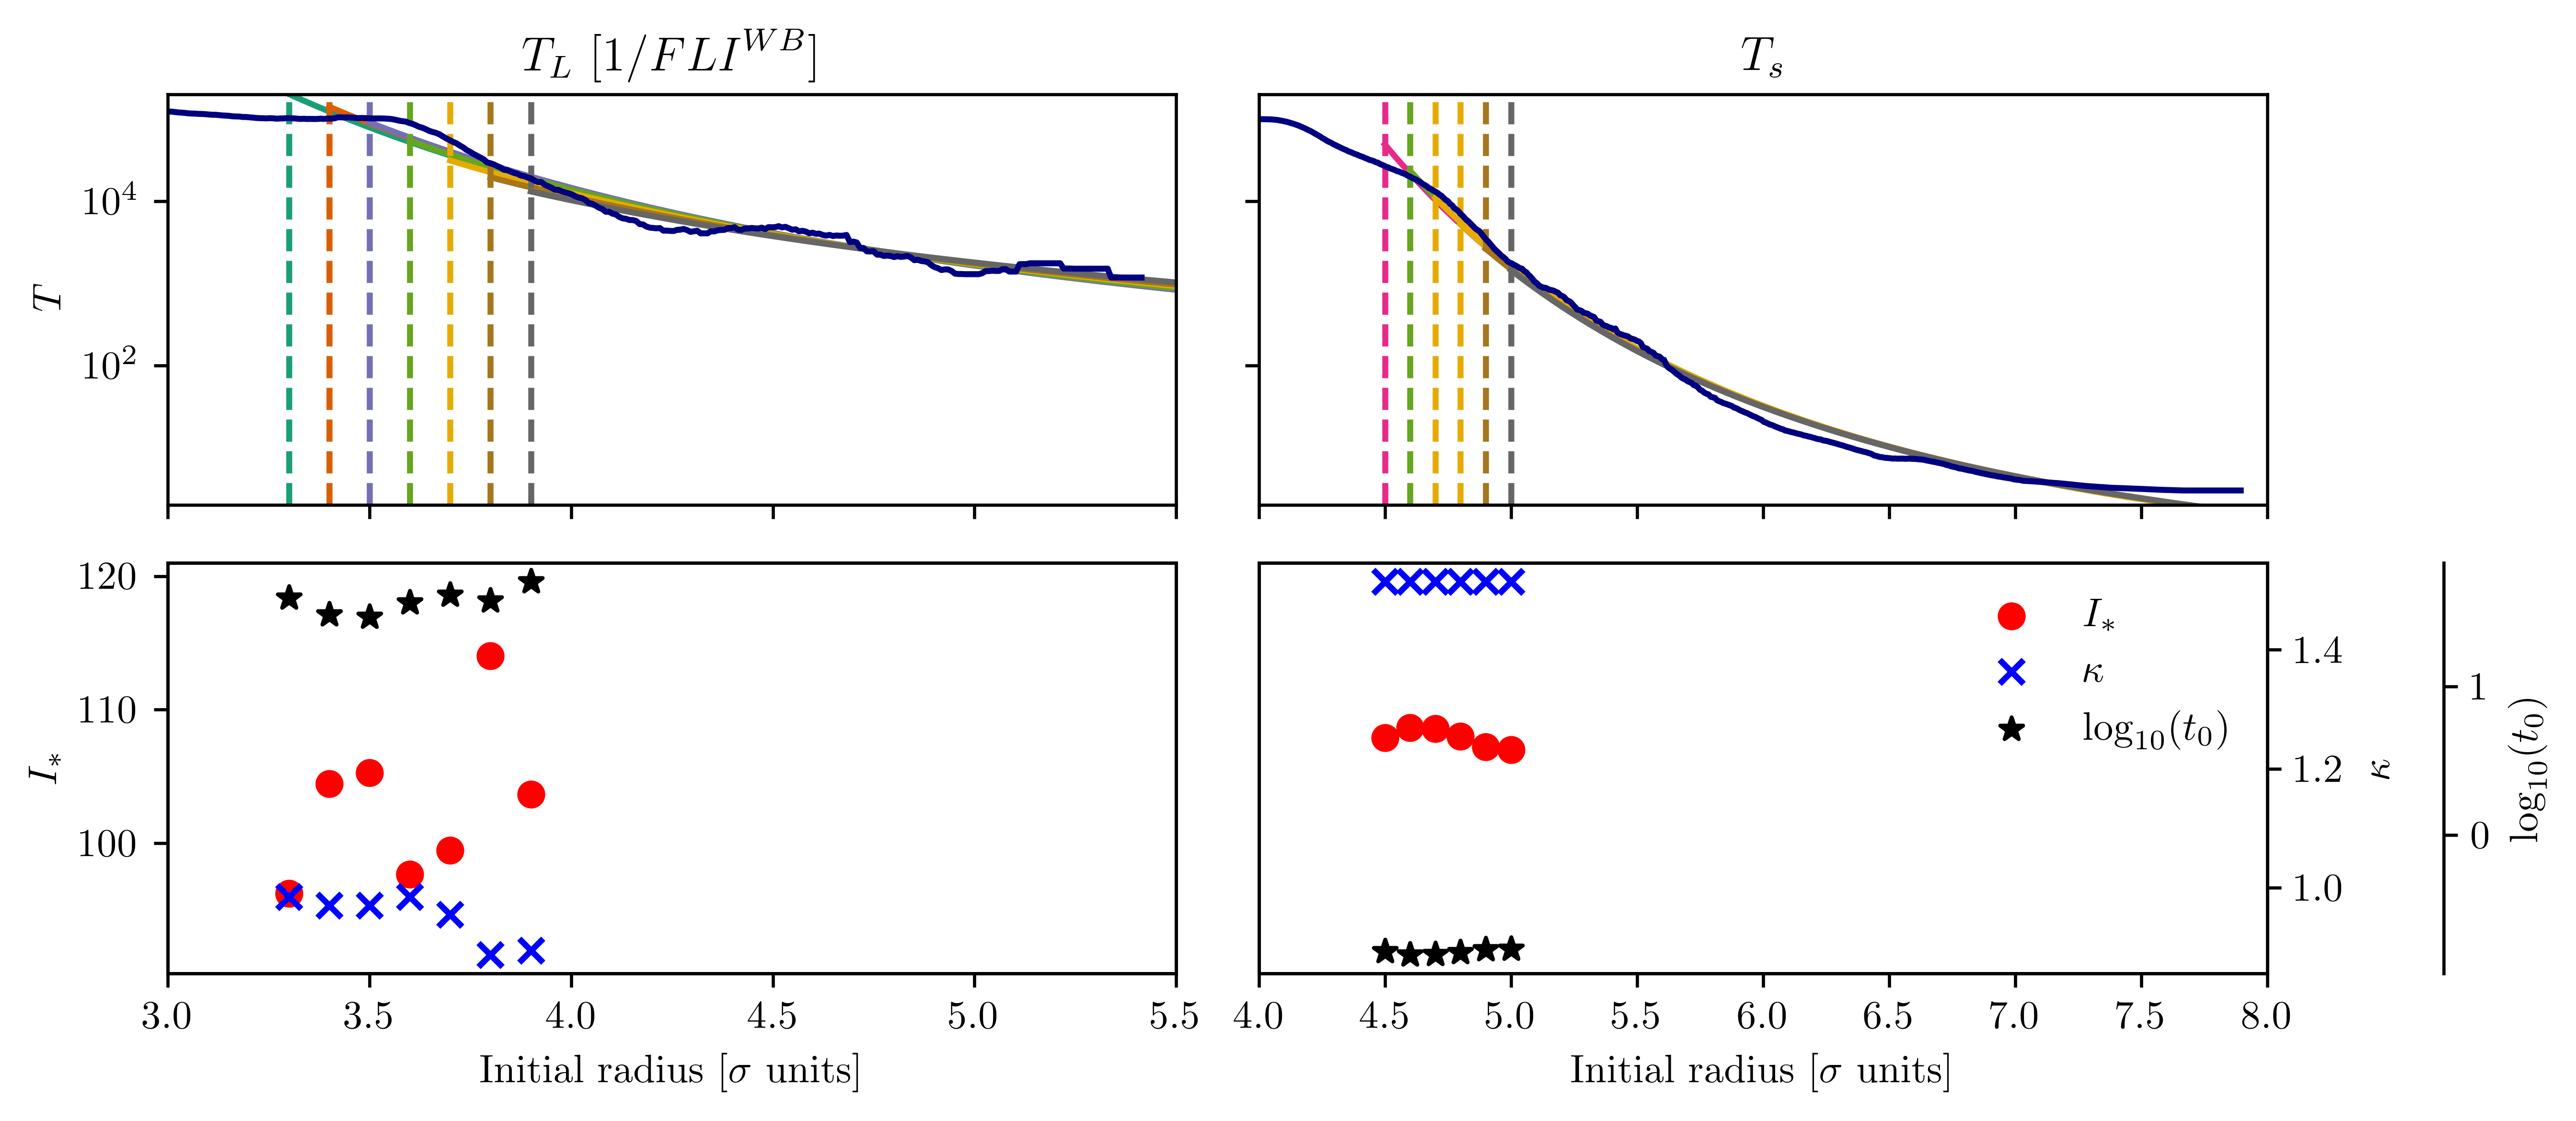 T_L [1/FLI^{WB}]
T_s
T
10^4
10^2
120
110
100
I_*
I_*
κ
log_{10}(t_0)
1.4
1.2
1.0
κ
1
0
log_{10}(t_0)
3.0 3.5 4.0 4.5 5.0 5.5
4.0 4.5 5.0 5.5 6.0 6.5 7.0 7.5 8.0
Initial radius [σ units]
Initial radius [σ units]